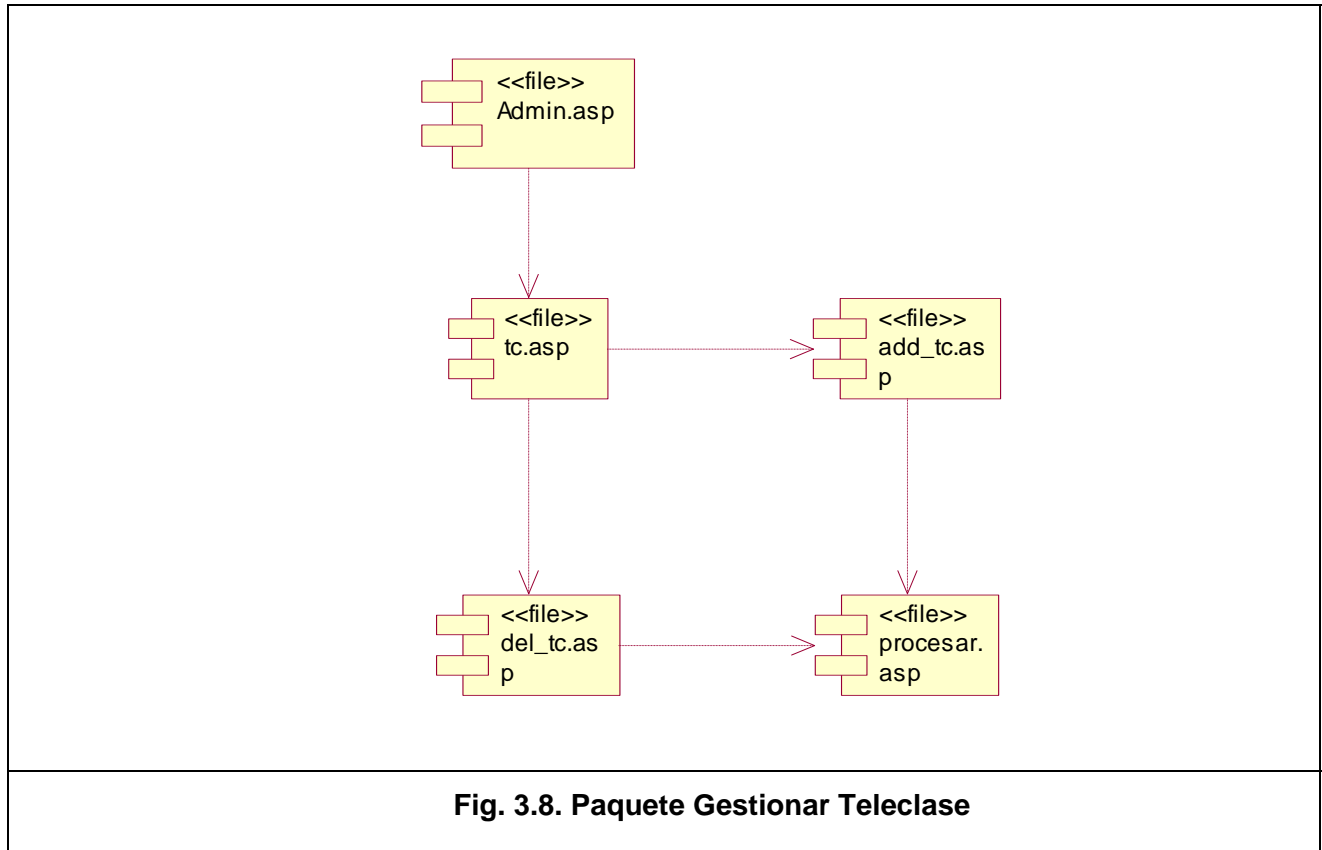 <<file>>
Admin.asp
<<file>>
tc.asp
<<file>>
add_tc.as
p
<<file>>
del_tc.as
p
<<file>>
procesar.
asp
Fig. 3.8. Paquete Gestionar Teleclase